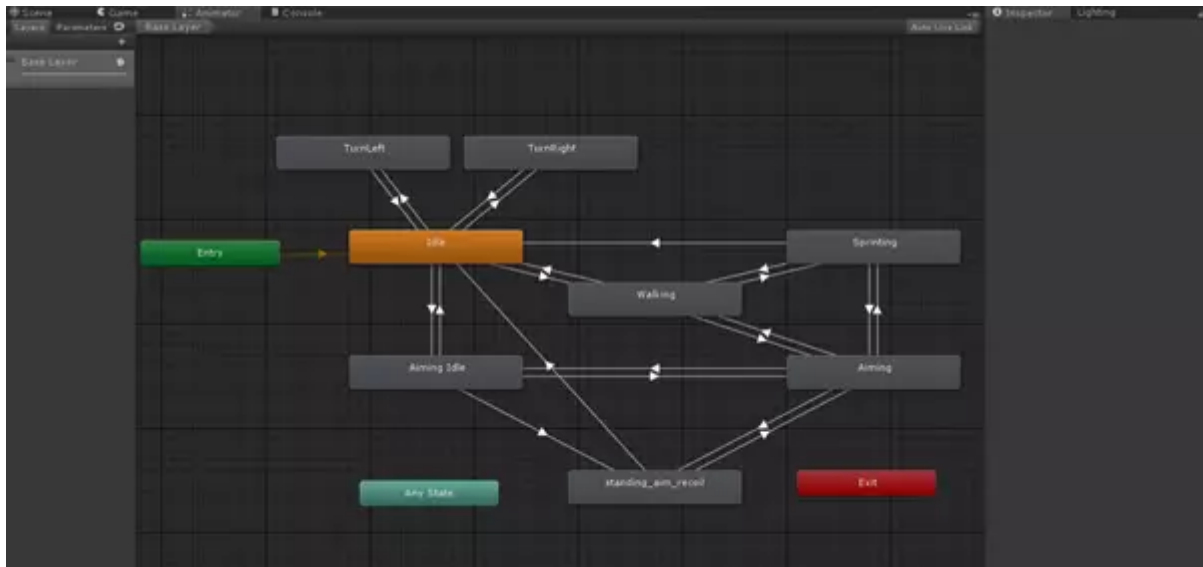 Scene Game Animator Console Inspector Lighting
Layers Parameters Base Layer Auto Live Link
Base Layer
TurnLeft TurnRight
Idle Sprinting
Entry
Walking
Aiming Idle Aiming
standing_aim_recoil Exit
Any State